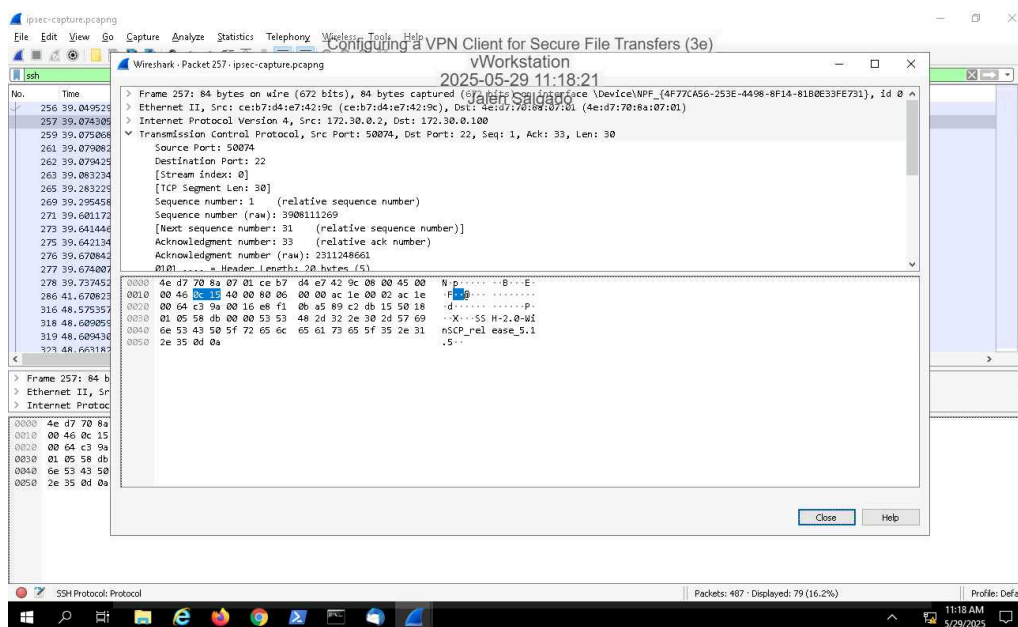 ipsec-capture.pcapng
File Edit View Go Capture Analyze Statistics Telephony Wireless Tools Help
Configuring a VPN Client for Secure File Transfers (3e)
vWorkstation
2025-05-29 11:18:21
Jalen Salgado
ssh
Wireshark · Packet 257 · ipsec-capture.pcapng
No. Time
256 39.049529
257 39.074305
259 39.075068
261 39.079082
262 39.079425
263 39.083234
265 39.283229
269 39.295458
271 39.601172
273 39.641446
275 39.642134
276 39.670842
277 39.674007
278 39.737452
286 41.670823
316 48.575357
318 48.609059
319 48.609430
323 48.663182
> Frame 257: 84 bytes on wire (672 bits), 84 bytes captured (672 bits) on interface \Device\NPF_{4F77CA56-253E-4498-8F14-81B0E33FE731}, id 0
> Ethernet II, Src: ce:b7:d4:e7:42:9c (ce:b7:d4:e7:42:9c), Dst: 4e:d7:70:8a:07:01 (4e:d7:70:8a:07:01)
> Internet Protocol Version 4, Src: 172.30.0.2, Dst: 172.30.0.100
Transmission Control Protocol, Src Port: 50074, Dst Port: 22, Seq: 1, Ack: 33, Len: 30
Source Port: 50074
Destination Port: 22
[Stream index: 0]
[TCP Segment Len: 30]
Sequence number: 1 (relative sequence number)
Sequence number (raw): 3908111269
[Next sequence number: 31 (relative sequence number)]
Acknowledgment number: 33 (relative ack number)
Acknowledgment number (raw): 2311248661
0101 .... = Header Length: 20 bytes (5)
0000 4e d7 70 8a 07 01 ce b7 d4 e7 42 9c 08 00 45 00 N·p·······B···E·
0010 00 46 0c 15 40 00 80 06 00 00 ac 1e 00 02 ac 1e ·F··@···········
0020 00 64 c3 9a 00 16 e8 f1 0b a5 89 c2 db 15 50 18 ·d············P·
0030 01 05 58 db 00 00 53 53 48 2d 32 2e 30 2d 57 69 ··X···SS H-2.0-Wi
0040 6e 53 43 50 5f 72 65 6c 65 61 73 65 5f 35 2e 31 nSCP_rel ease_5.1
0050 2e 35 0d 0a .5··
Close Help
> Frame 257: 84 b
> Ethernet II, Sr
> Internet Protoc
0000 4e d7 70 8a
0010 00 46 0c 15
0020 00 64 c3 9a
0030 01 05 58 db
0040 6e 53 43 50
0050 2e 35 0d 0a
SSH Protocol: Protocol
Packets: 487 · Displayed: 79 (16.2%)
Profile: Defa
11:18 AM
5/29/2025